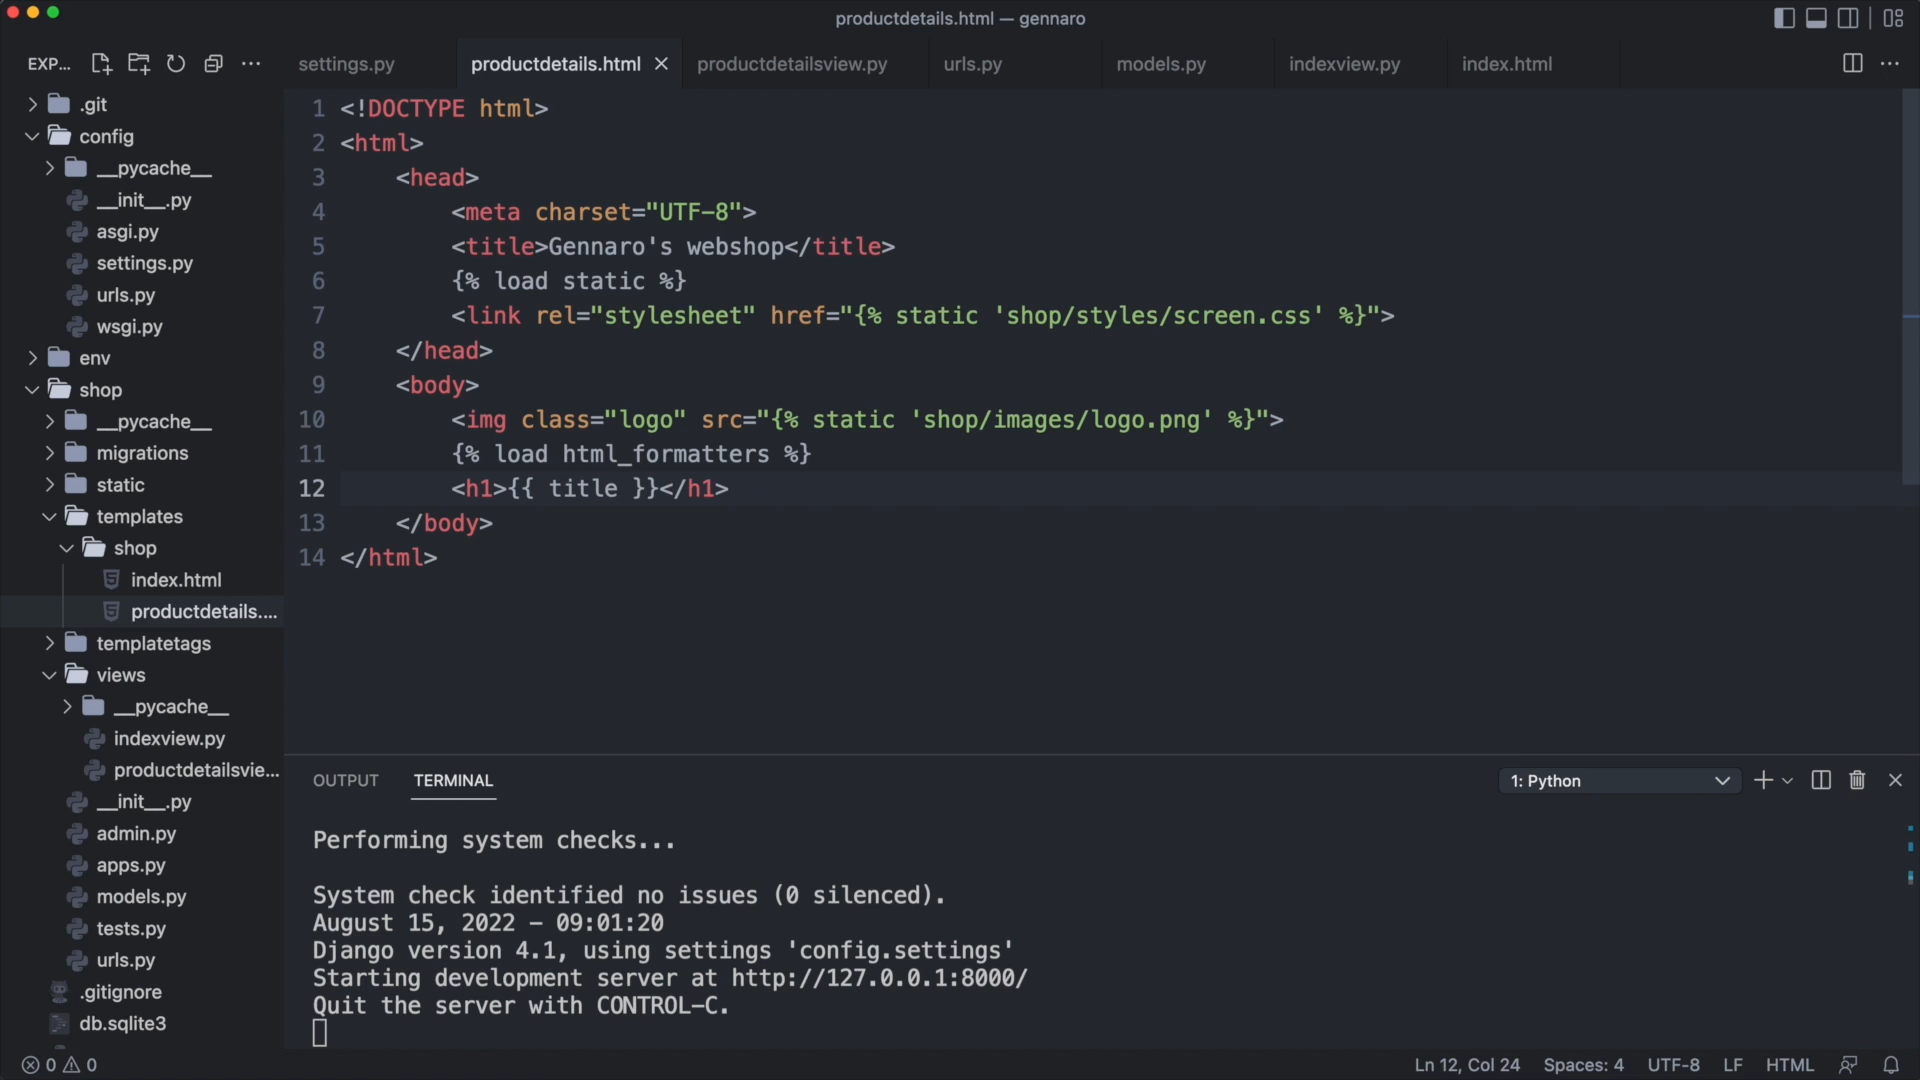 productdetails.html — gennaro
EXP...
settings.py
productdetails.html
productdetailsview.py
urls.py
models.py
indexview.py
index.html
.git
config
__pycache__
__init__.py
asgi.py
settings.py
urls.py
wsgi.py
env
shop
__pycache__
migrations
static
templates
shop
index.html
productdetails....
templatetags
views
__pycache__
indexview.py
productdetailsvie...
__init__.py
admin.py
apps.py
models.py
tests.py
urls.py
.gitignore
db.sqlite3
1 <!DOCTYPE html>
2 <html>
3 <head>
4 <meta charset="UTF-8">
5 <title>Gennaro's webshop</title>
6 {% load static %}
7 <link rel="stylesheet" href="{% static 'shop/styles/screen.css' %}">
8 </head>
9 <body>
10 <img class="logo" src="{% static 'shop/images/logo.png' %}">
11 {% load html_formatters %}
12 <h1>{{ title }}</h1>
13 </body>
14 </html>
OUTPUT
TERMINAL
1: Python
Performing system checks...
System check identified no issues (0 silenced).
August 15, 2022 - 09:01:20
Django version 4.1, using settings 'config.settings'
Starting development server at http://127.0.0.1:8000/
Quit the server with CONTROL-C.
0 0
Ln 12, Col 24
Spaces: 4
UTF-8
LF
HTML